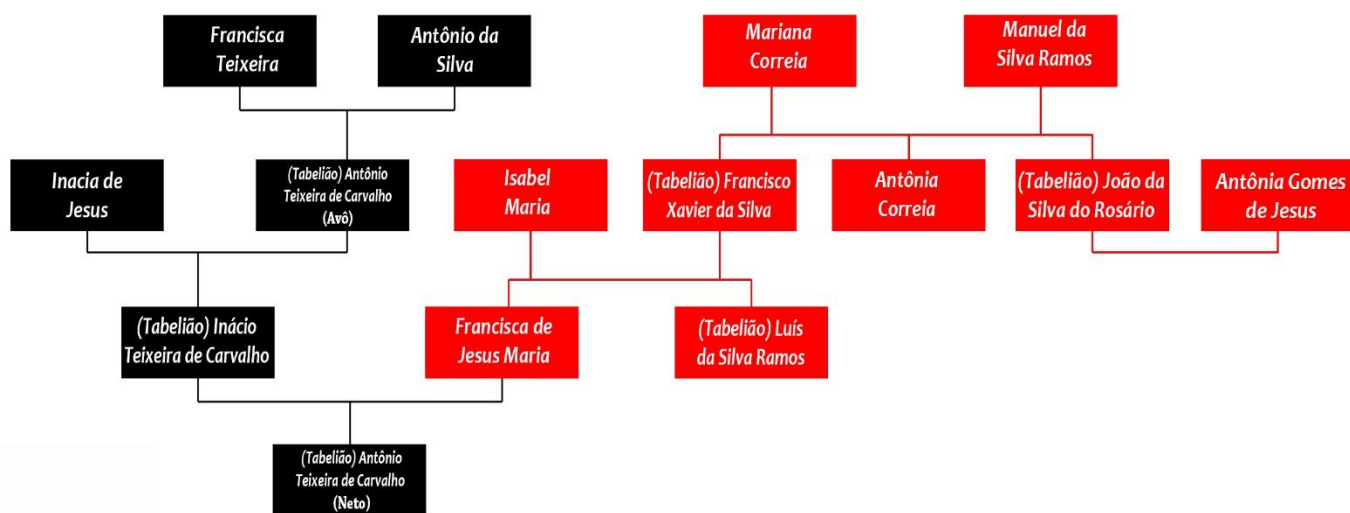 Francisca
Teixeira
Antônio da
Silva
Mariana
Correia
Manuel da
Silva Ramos
Inacia de
Jesus
(Tabelião) Antônio
Teixeira de Carvalho
(Avô)
Isabel
Maria
(Tabelião) Francisco
Xavier da Silva
Antônia
Correia
(Tabelião) João da
Silva do Rosário
Antônia Gomes
de Jesus
(Tabelião) Inácio
Teixeira de Carvalho
Francisca de
Jesus Maria
(Tabelião) Luís
da Silva Ramos
(Tabelião) Antônio
Teixeira de Carvalho
(Neto)